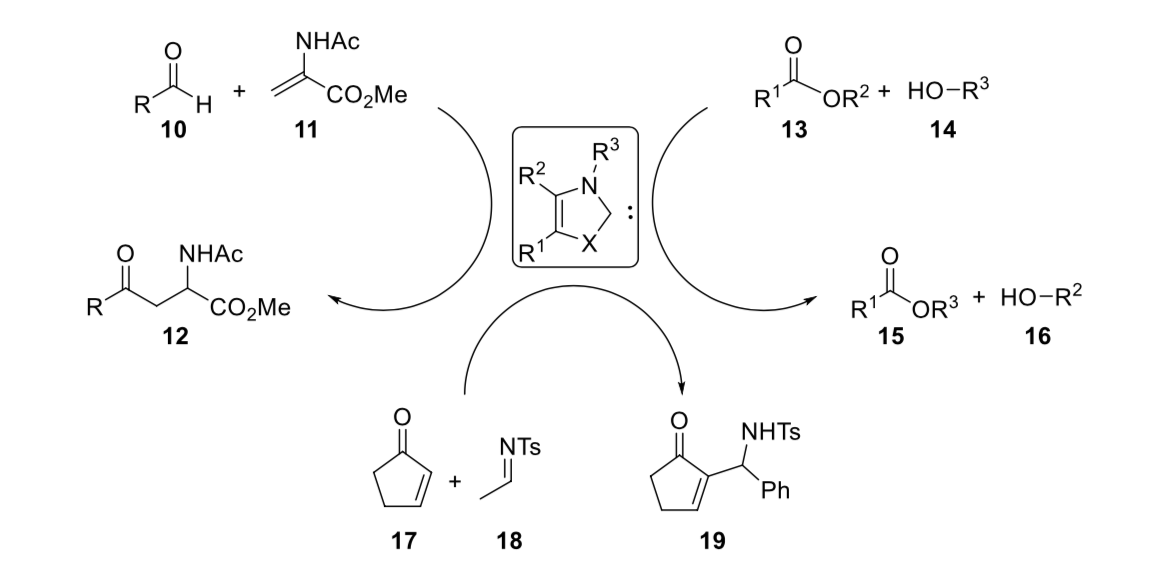 O
R H + NHAc CO₂Me
10 11
O
R NHAc CO₂Me
12
R³
R² N
:
R¹ X
O
R¹ OR² + HO–R³
13 14
O
R¹ OR³ + HO–R²
15 16
O
+ NTs
17 18
O
NHTs
Ph
19